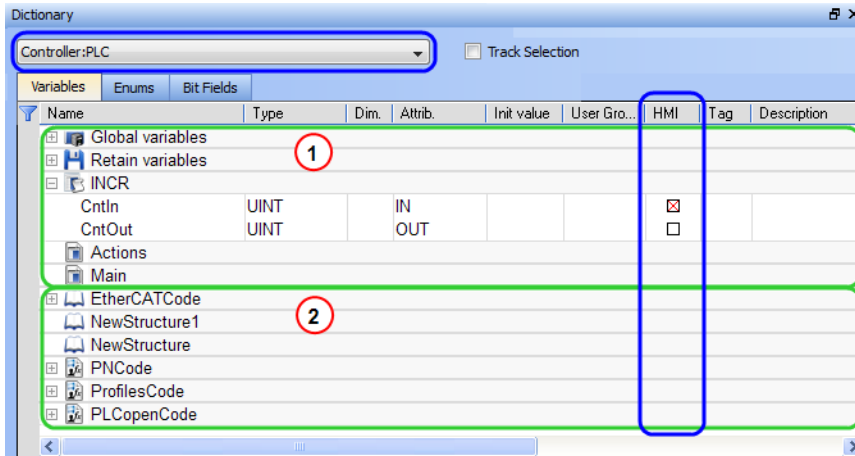 Dictionary
Controller:PLC Track Selection
Variables Enums Bit Fields
Name Type Dim. Attrib. Init value User Gro... HMI Tag Description
Global variables
1
Retain variables
INCR
CntIn UINT IN
CntOut UINT OUT
Actions
Main
EtherCATCode
2
NewStructure1
NewStructure
PNCode
ProfilesCode
PLCopenCode